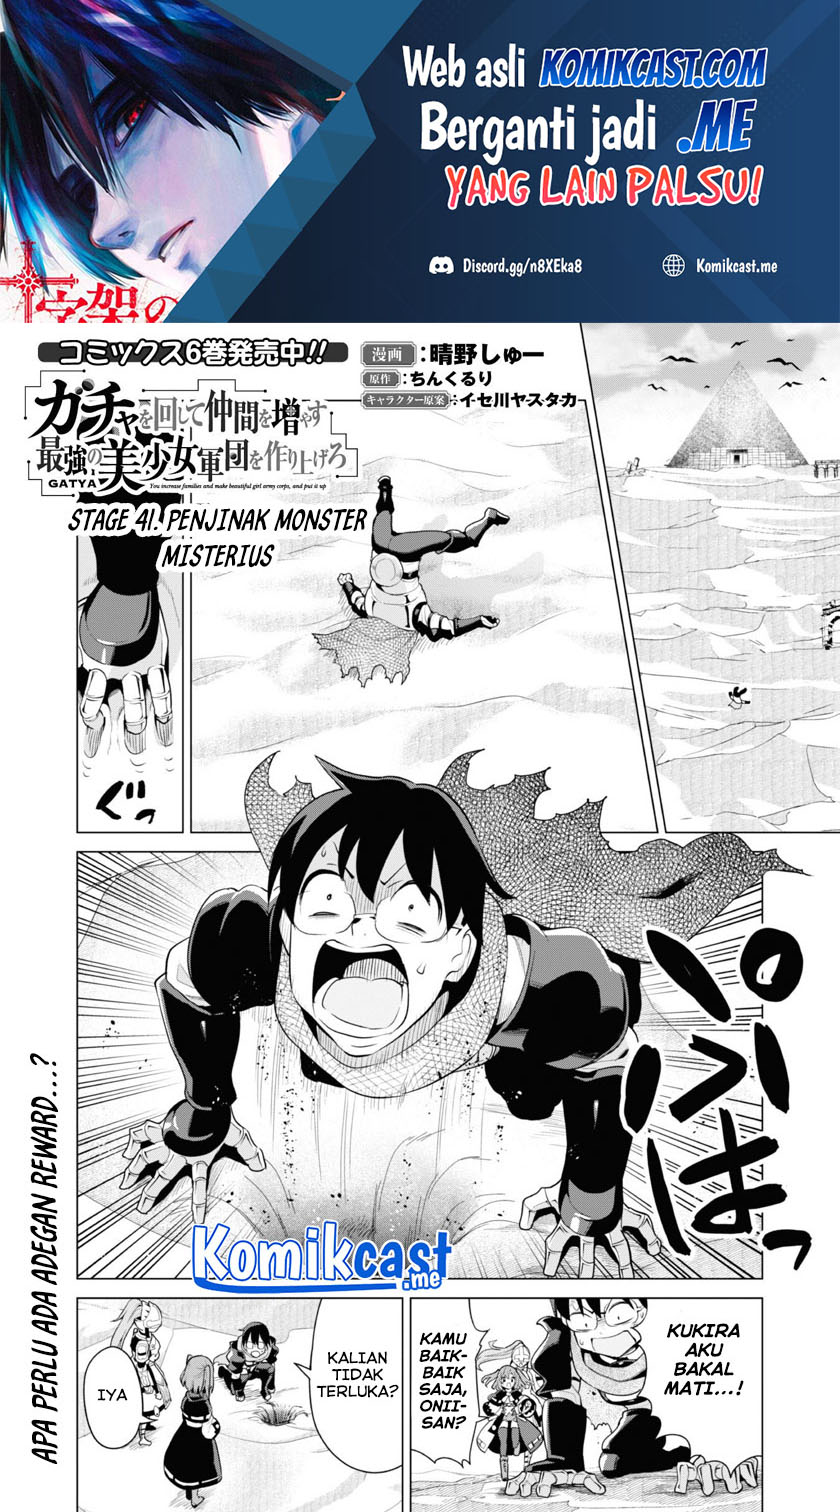 Web asli KOMIKCAST.COM
Berganti jadi .ME
YANG LAIN PALSU!
Discord.gg/n8XEka8
Komikcast.me
字架の
コミックス6巻発売中!!
漫画:晴野しゅー
原作:ちんくるり
キャラクター原案:イセ川ヤスタカ
ガチャを回して仲間を増やす
最強の美少女軍団を作り上げろ
GATYA
You increase families and make beautiful girl army corps, and put it up
STAGE 41. PENJINAK MONSTER
MISTERIUS
ぐっ
ぷはっ
APA PERLU ADA ADEGAN REWARD....?
Komikcast
.me
KUKIRA
AKU
BAKAL
MATI...!
KAMU
BAIK-
BAIK
SAJA,
ONII-
SAN?
KALIAN
TIDAK
TERLUKA?
IYA